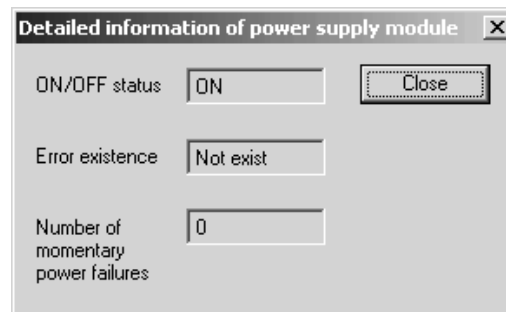 Detailed information of power supply module
ON/OFF status
ON
Close
Error existence
Not exist
Number of
momentary
power failures
0